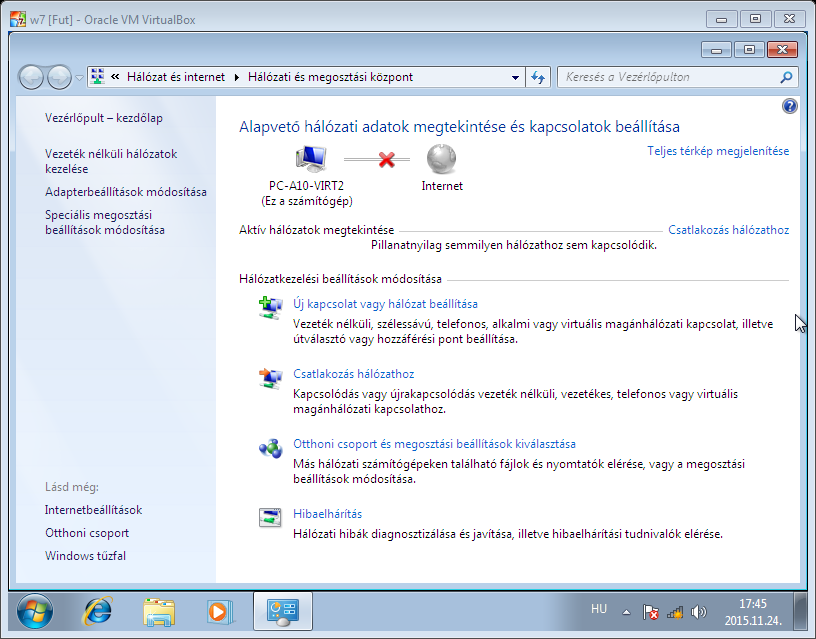 w7 [Fut] - Oracle VM VirtualBox
« Hálózat és internet Hálózati és megosztási központ
Keresés a Vezérlőpulton
Vezérlőpult – kezdőlap
Vezeték nélküli hálózatok
kezelése
Adapterbeállítások módosítása
Speciális megosztási
beállítások módosítása
Alapvető hálózati adatok megtekintése és kapcsolatok beállítása
Teljes térkép megjelenítése
PC-A10-VIRT2
(Ez a számítógép)
Internet
Aktív hálózatok megtekintése
Csatlakozás hálózathoz
Pillanatnyilag semmilyen hálózathoz sem kapcsolódik.
Hálózatkezelési beállítások módosítása
Új kapcsolat vagy hálózat beállítása
Vezeték nélküli, szélessávú, telefonos, alkalmi vagy virtuális magánhálózati kapcsolat, illetve
útválasztó vagy hozzáférési pont beállítása.
Csatlakozás hálózathoz
Kapcsolódás vagy újrakapcsolódás vezeték nélküli, vezetékes, telefonos vagy virtuális
magánhálózati kapcsolathoz.
Otthoni csoport és megosztási beállítások kiválasztása
Más hálózati számítógépeken található fájlok és nyomtatók elérése, vagy a megosztási
beállítások módosítása.
Hibaelhárítás
Hálózati hibák diagnosztizálása és javítása, illetve hibaelhárítási tudnivalók elérése.
Lásd még:
Internetbeállítások
Otthoni csoport
Windows tűzfal
HU
17:45
2015.11.24.